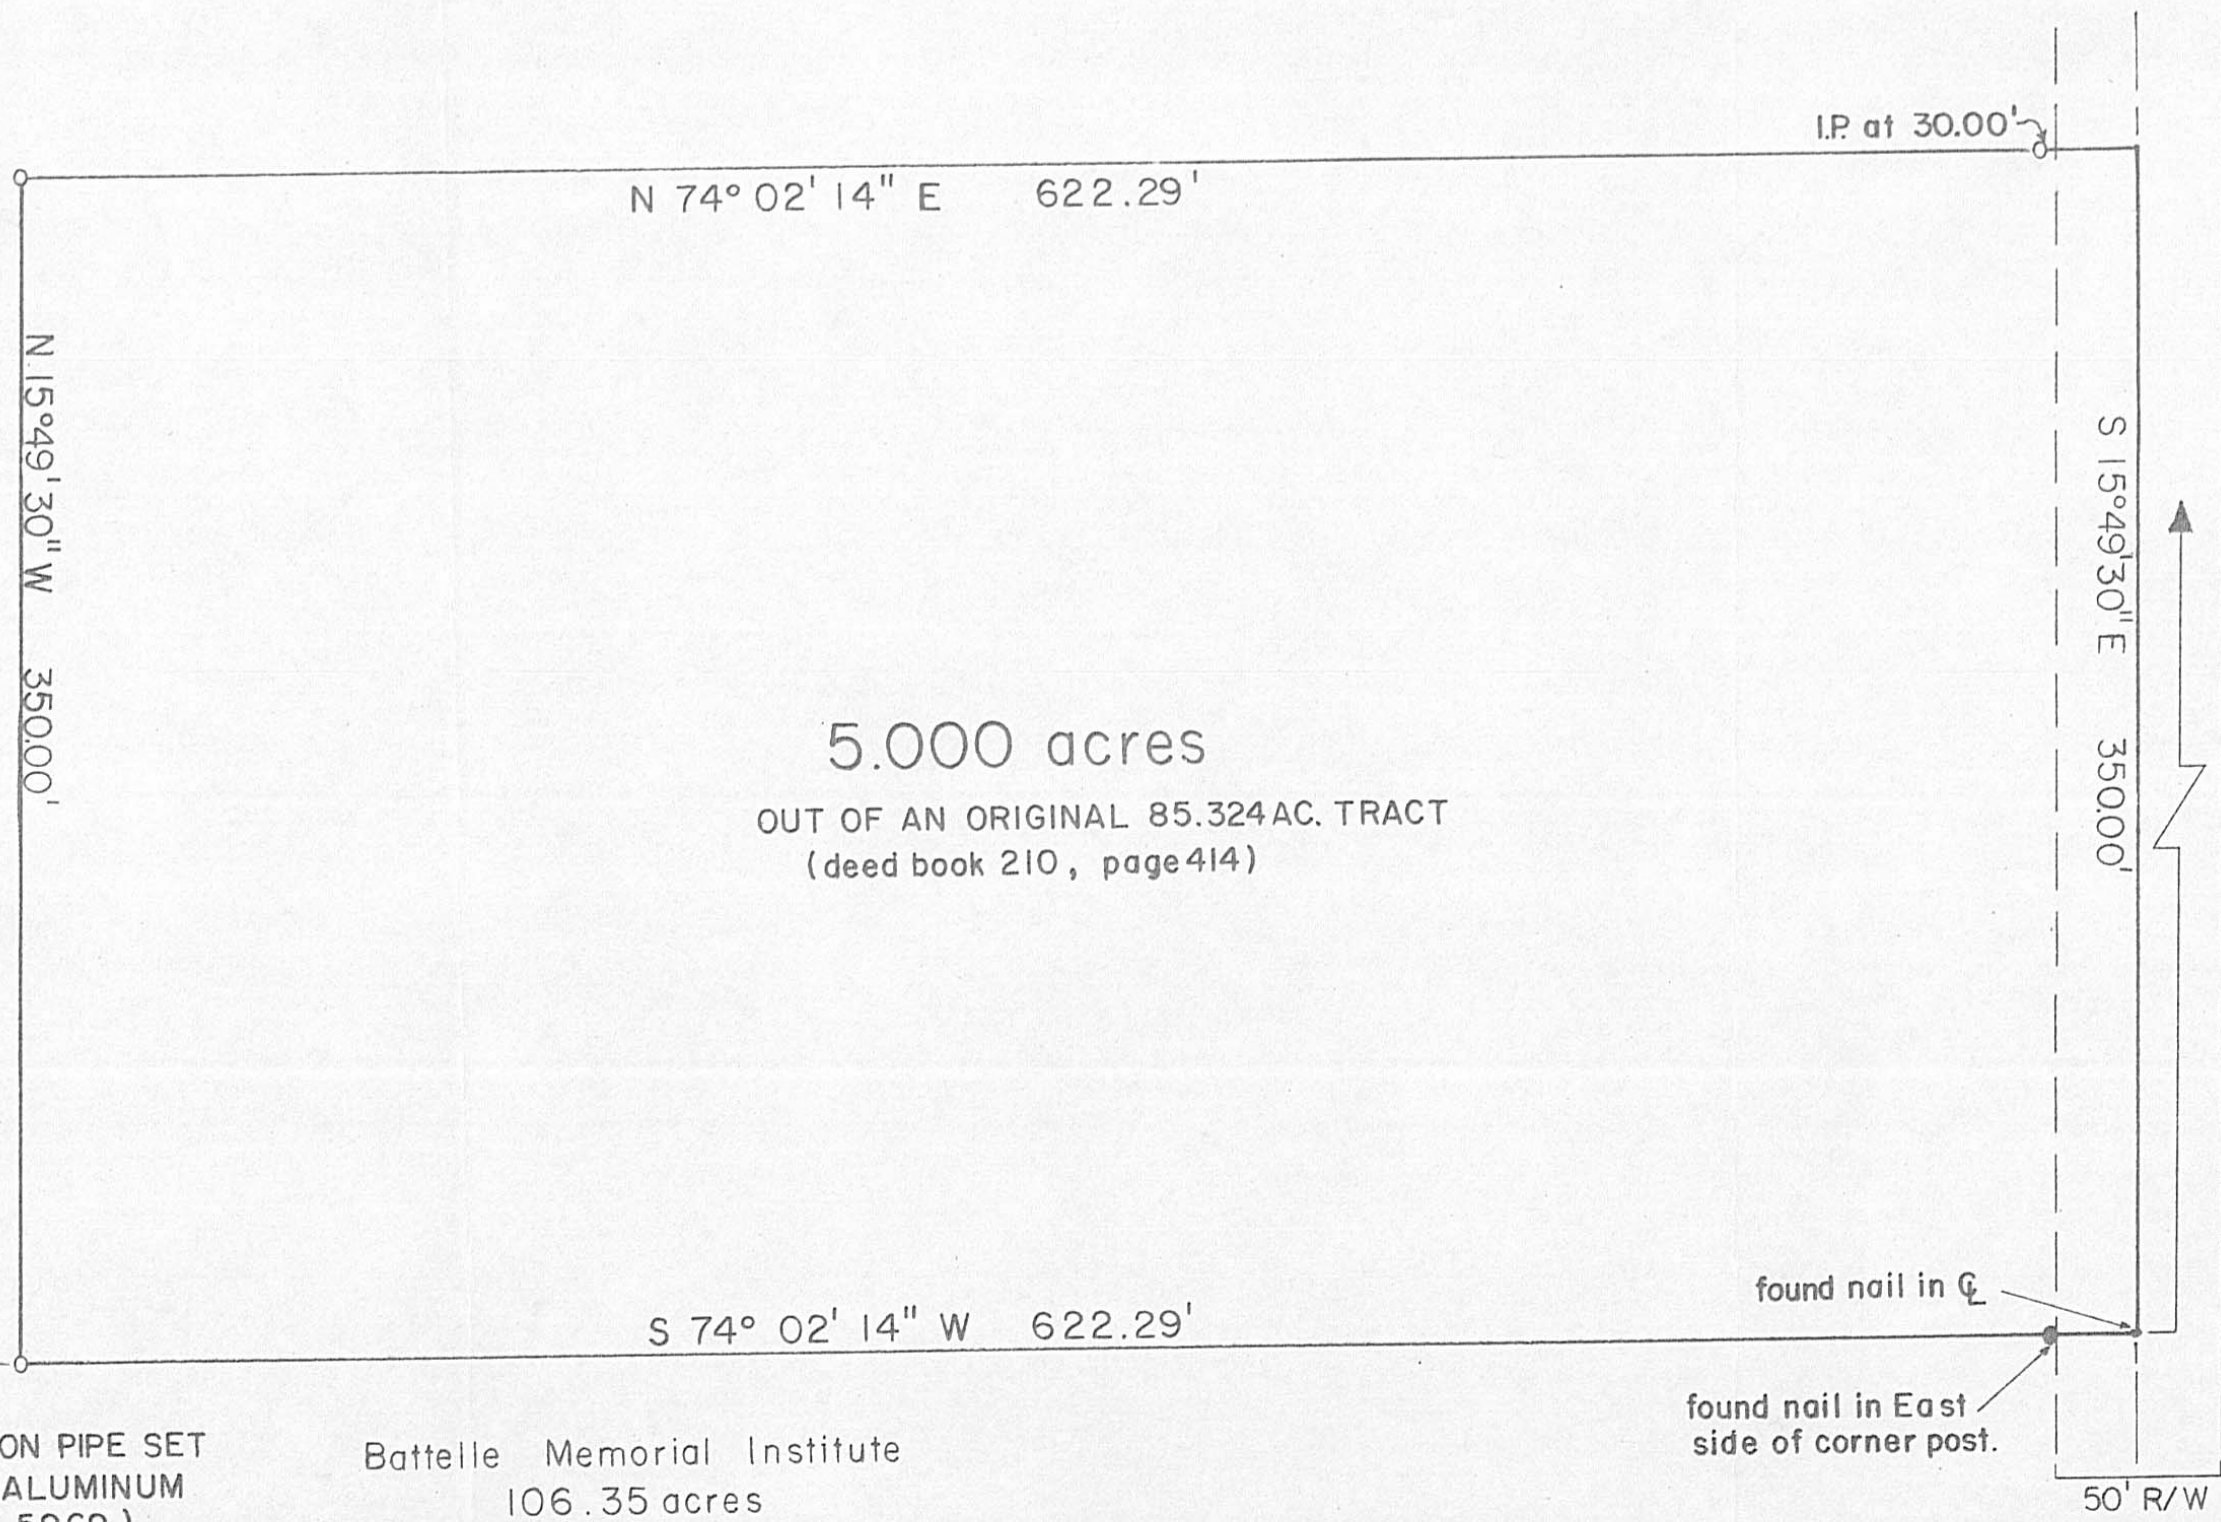 I.P. at 30.00'
N 74° 02' 14" E 622.29'
N 15°49'30" W 350.00'
S 15°49'30" E 350.00'
5.000 acres
OUT OF AN ORIGINAL 85.324 AC. TRACT
(deed book 210, page 414)
found nail in ℄
S 74° 02' 14" W 622.29'
found nail in East
side of corner post.
ON PIPE SET
ALUMINUM
Battelle Memorial Institute
106.35 acres
50' R/W